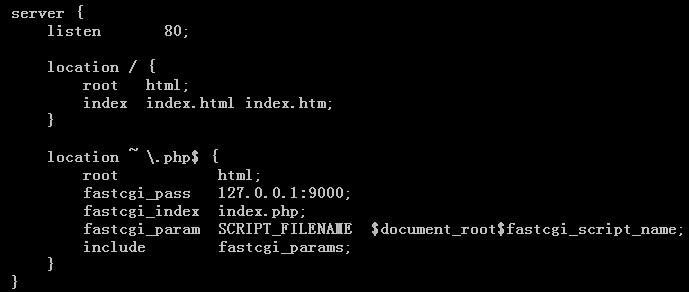 server {
    listen       80;

    location / {
        root   html;
        index  index.html index.htm;
    }

    location ~ \.php$ {
        root           html;
        fastcgi_pass   127.0.0.1:9000;
        fastcgi_index  index.php;
        fastcgi_param  SCRIPT_FILENAME  $document_root$fastcgi_script_name;
        include        fastcgi_params;
    }
}